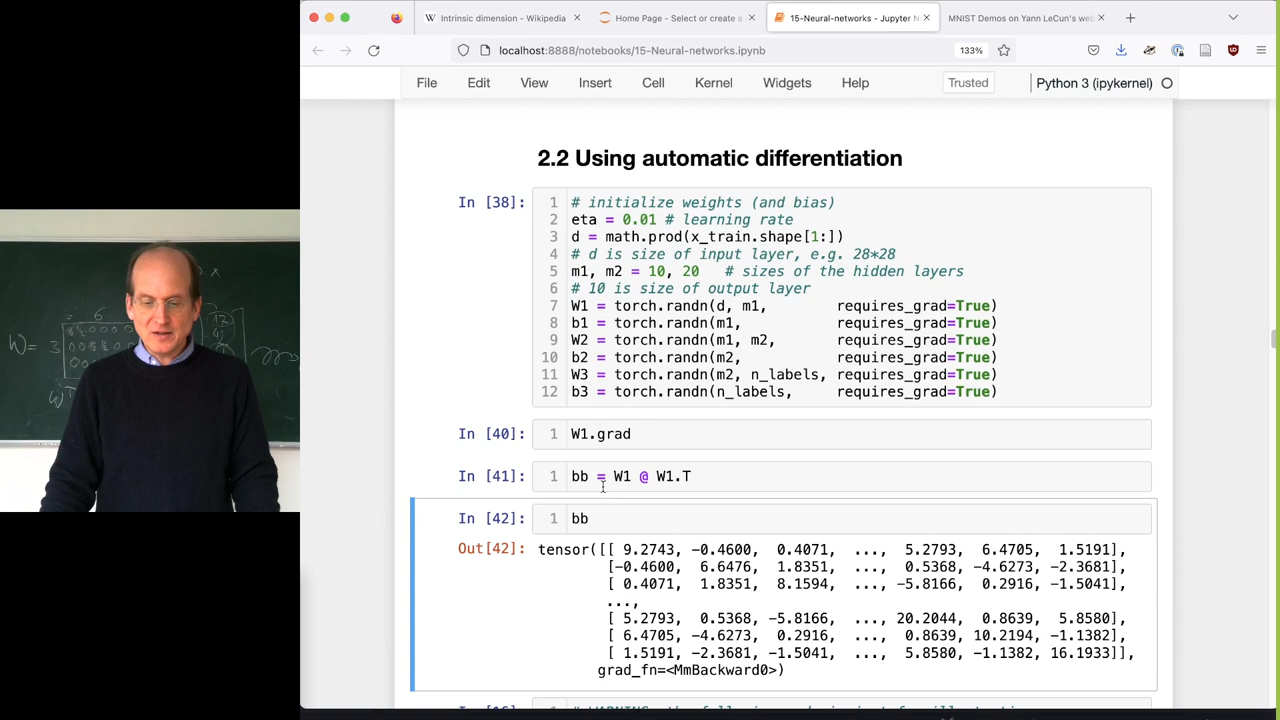 Intrinsic dimension - Wikipedia
Home Page - Select or create a
15-Neural-networks - Jupyter N
MNIST Demos on Yann LeCun's web
localhost:8888/notebooks/15-Neural-networks.ipynb
133%
File Edit View Insert Cell Kernel Widgets Help
Trusted
Python 3 (ipykernel)
2.2 Using automatic differentiation
In [38]:
1 # initialize weights (and bias)
2 eta = 0.01 # learning rate
3 d = math.prod(x_train.shape[1:])
4 # d is size of input layer, e.g. 28*28
5 m1, m2 = 10, 20 # sizes of the hidden layers
6 # 10 is size of output layer
7 W1 = torch.randn(d, m1, requires_grad=True)
8 b1 = torch.randn(m1, requires_grad=True)
9 W2 = torch.randn(m1, m2, requires_grad=True)
10 b2 = torch.randn(m2, requires_grad=True)
11 W3 = torch.randn(m2, n_labels, requires_grad=True)
12 b3 = torch.randn(n_labels, requires_grad=True)
In [40]: 1 W1.grad
In [41]: 1 bb = W1 @ W1.T
In [42]: 1 bb
Out[42]: tensor([[ 9.2743, -0.4600, 0.4071, ..., 5.2793, 6.4705, 1.5191],
[-0.4600, 6.6476, 1.8351, ..., 0.5368, -4.6273, -2.3681],
[ 0.4071, 1.8351, 8.1594, ..., -5.8166, 0.2916, -1.5041],
...,
[ 5.2793, 0.5368, -5.8166, ..., 20.2044, 0.8639, 5.8580],
[ 6.4705, -4.6273, 0.2916, ..., 0.8639, 10.2194, -1.1382],
[ 1.5191, -2.3681, -1.5041, ..., 5.8580, -1.1382, 16.1933]],
grad_fn=<MmBackward0>)
W = 3
6